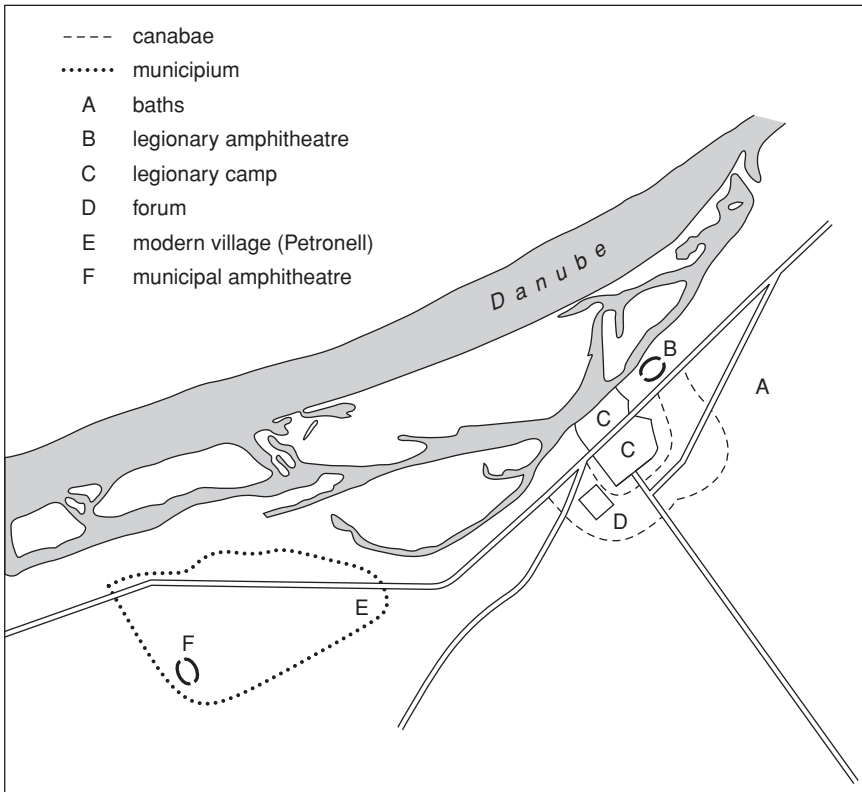 canabae
municipium
A baths
B legionary amphitheatre
C legionary camp
D forum
E modern village (Petronell)
F municipal amphitheatre
Danube
B
A
C
C
D
E
F